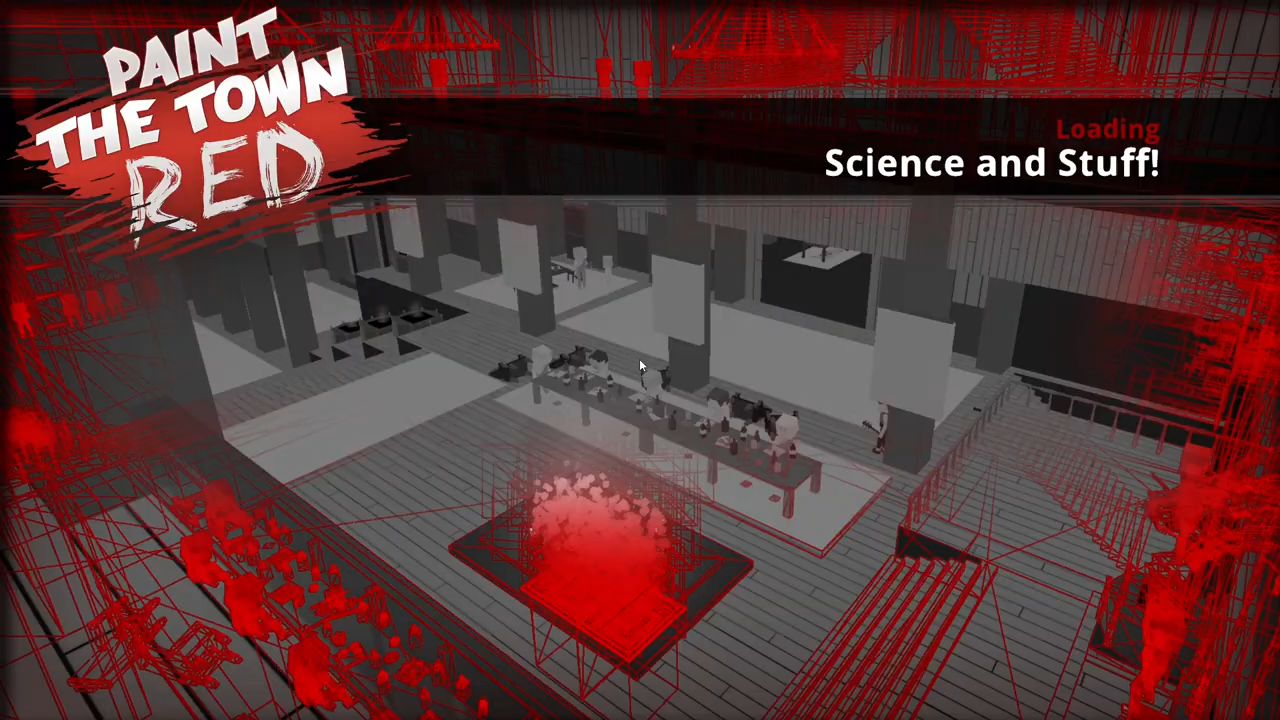 PAINT
THE TOWN
RED
Loading
Science and Stuff!